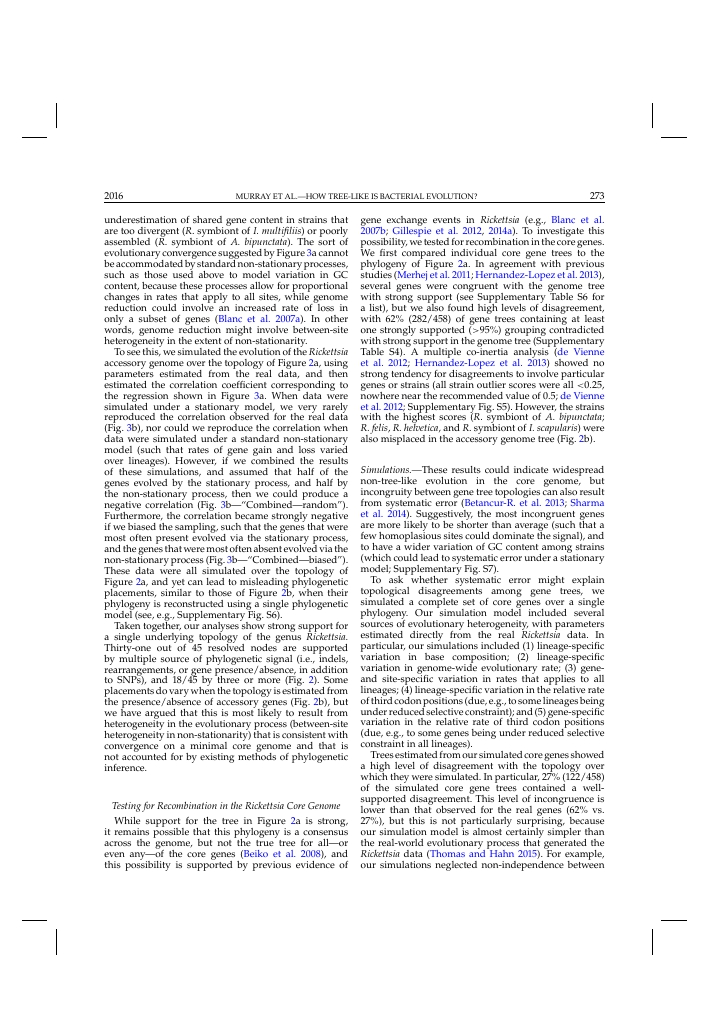 2016
MURRAY ET AL.—HOW TREE-LIKE IS BACTERIAL EVOLUTION?
273
underestimation of shared gene content in strains that
are too divergent (R. symbiont of I. multifiliis) or poorly
assembled (R. symbiont of A. bipunctata). The sort of
evolutionary convergence suggested by Figure 3a cannot
be accommodated by standard non-stationary processes,
such as those used above to model variation in GC
content, because these processes allow for proportional
changes in rates that apply to all sites, while genome
reduction could involve an increased rate of loss in
only a subset of genes (Blanc et al. 2007a). In other
words, genome reduction might involve between-site
heterogeneity in the extent of non-stationarity.
To see this, we simulated the evolution of the Rickettsia
accessory genome over the topology of Figure 2a, using
parameters estimated from the real data, and then
estimated the correlation coefficient corresponding to
the regression shown in Figure 3a. When data were
simulated under a stationary model, we very rarely
reproduced the correlation observed for the real data
(Fig. 3b), nor could we reproduce the correlation when
data were simulated under a standard non-stationary
model (such that rates of gene gain and loss varied
over lineages). However, if we combined the results
of these simulations, and assumed that half of the
genes evolved by the stationary process, and half by
the non-stationary process, then we could produce a
negative correlation (Fig. 3b—“Combined—random”).
Furthermore, the correlation became strongly negative
if we biased the sampling, such that the genes that were
most often present evolved via the stationary process,
and the genes that were most often absent evolved via the
non-stationary process (Fig. 3b—“Combined—biased”).
These data were all simulated over the topology of
Figure 2a, and yet can lead to misleading phylogenetic
placements, similar to those of Figure 2b, when their
phylogeny is reconstructed using a single phylogenetic
model (see, e.g., Supplementary Fig. S6).
Taken together, our analyses show strong support for
a single underlying topology of the genus Rickettsia.
Thirty-one out of 45 resolved nodes are supported
by multiple source of phylogenetic signal (i.e., indels,
rearrangements, or gene presence/absence, in addition
to SNPs), and 18/45 by three or more (Fig. 2). Some
placements do vary when the topology is estimated from
the presence/absence of accessory genes (Fig. 2b), but
we have argued that this is most likely to result from
heterogeneity in the evolutionary process (between-site
heterogeneity in non-stationarity) that is consistent with
convergence on a minimal core genome and that is
not accounted for by existing methods of phylogenetic
inference.
Testing for Recombination in the Rickettsia Core Genome
While support for the tree in Figure 2a is strong,
it remains possible that this phylogeny is a consensus
across the genome, but not the true tree for all—or
even any—of the core genes (Beiko et al. 2008), and
this possibility is supported by previous evidence of
gene exchange events in Rickettsia (e.g., Blanc et al.
2007b; Gillespie et al. 2012, 2014a). To investigate this
possibility, we tested for recombination in the core genes.
We first compared individual core gene trees to the
phylogeny of Figure 2a. In agreement with previous
studies (Merhej et al. 2011; Hernandez-Lopez et al. 2013),
several genes were congruent with the genome tree
with strong support (see Supplementary Table S6 for
a list), but we also found high levels of disagreement,
with 62% (282/458) of gene trees containing at least
one strongly supported (>95%) grouping contradicted
with strong support in the genome tree (Supplementary
Table S4). A multiple co-inertia analysis (de Vienne
et al. 2012; Hernandez-Lopez et al. 2013) showed no
strong tendency for disagreements to involve particular
genes or strains (all strain outlier scores were all <0.25,
nowhere near the recommended value of 0.5; de Vienne
et al. 2012; Supplementary Fig. S5). However, the strains
with the highest scores (R. symbiont of A. bipunctata;
R. felis, R. helvetica, and R. symbiont of I. scapularis) were
also misplaced in the accessory genome tree (Fig. 2b).
Simulations.—These results could indicate widespread
non-tree-like evolution in the core genome, but
incongruity between gene tree topologies can also result
from systematic error (Betancur-R. et al. 2013; Sharma
et al. 2014). Suggestively, the most incongruent genes
are more likely to be shorter than average (such that a
few homoplasious sites could dominate the signal), and
to have a wider variation of GC content among strains
(which could lead to systematic error under a stationary
model; Supplementary Fig. S7).
To ask whether systematic error might explain
topological disagreements among gene trees, we
simulated a complete set of core genes over a single
phylogeny. Our simulation model included several
sources of evolutionary heterogeneity, with parameters
estimated directly from the real Rickettsia data. In
particular, our simulations included (1) lineage-specific
variation in base composition; (2) lineage-specific
variation in genome-wide evolutionary rate; (3) gene-
and site-specific variation in rates that applies to all
lineages; (4) lineage-specific variation in the relative rate
of third codon positions (due, e.g., to some lineages being
under reduced selective constraint); and (5) gene-specific
variation in the relative rate of third codon positions
(due, e.g., to some genes being under reduced selective
constraint in all lineages).
Trees estimated from our simulated core genes showed
a high level of disagreement with the topology over
which they were simulated. In particular, 27% (122/458)
of the simulated core gene trees contained a well-
supported disagreement. This level of incongruence is
lower than that observed for the real genes (62% vs.
27%), but this is not particularly surprising, because
our simulation model is almost certainly simpler than
the real-world evolutionary process that generated the
Rickettsia data (Thomas and Hahn 2015). For example,
our simulations neglected non-independence between